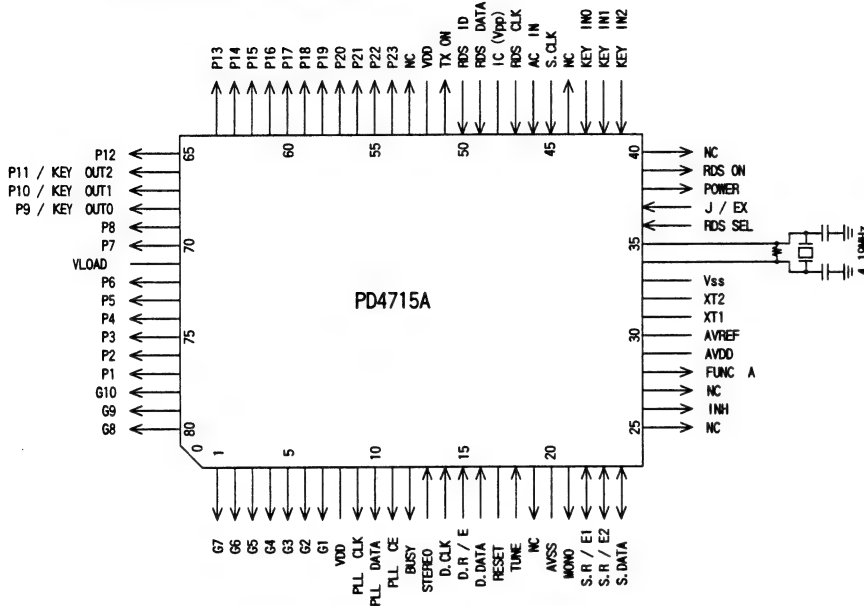 P13
P14
P15
P16
P17
P18
P19
P20
P21
P22
P23
NC
VDD
TX ON
RDS ID
RDS DATA
IC (Vpp)
RDS CLK
AC IN
S.CLK
NC
KEY IN0
KEY IN1
KEY IN2
65
60
55
50
45
40
P12
P11 / KEY OUT2
P10 / KEY OUT1
P9 / KEY OUT0
P8
P7
VLOAD
P6
P5
P4
P3
P2
P1
G10
G9
G8
70
75
80
PD4715A
NC
RDS ON
POWER
J / EX
RDS SEL
35
4.19MHz
Vss
XT2
XT1
AVREF
30
AVDD
FUNC A
NC
INH
NC
25
0
1
5
10
15
20
G7
G6
G5
G4
G3
G2
G1
VDD
PLL CLK
PLL DATA
PLL CE
BUSY
STEREO
D.CLK
D.R / E
D.DATA
RESET
TUNE
NC
AVSS
MONO
S.R / E1
S.R / E2
S.DATA